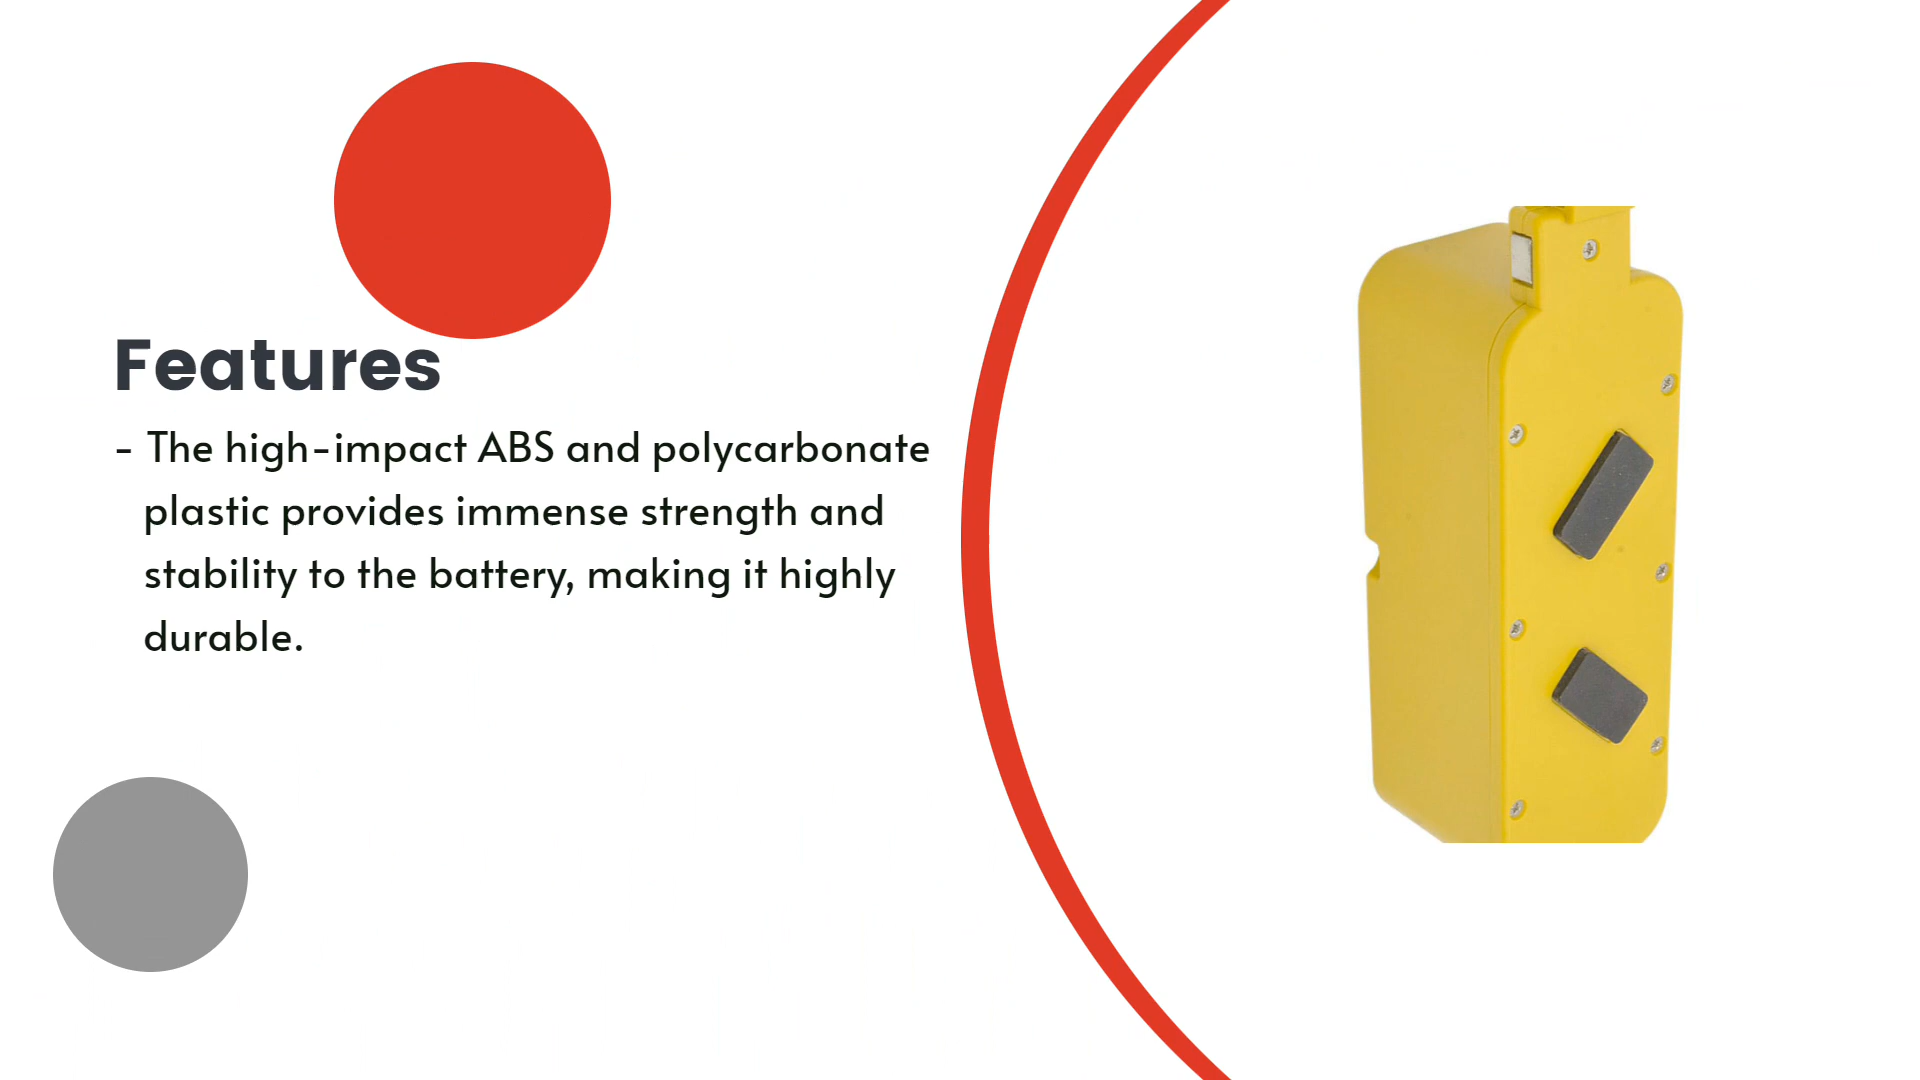 Features
- The high-impact ABS and polycarbonate
plastic provides immense strength and
stability to the battery, making it highly
durable.